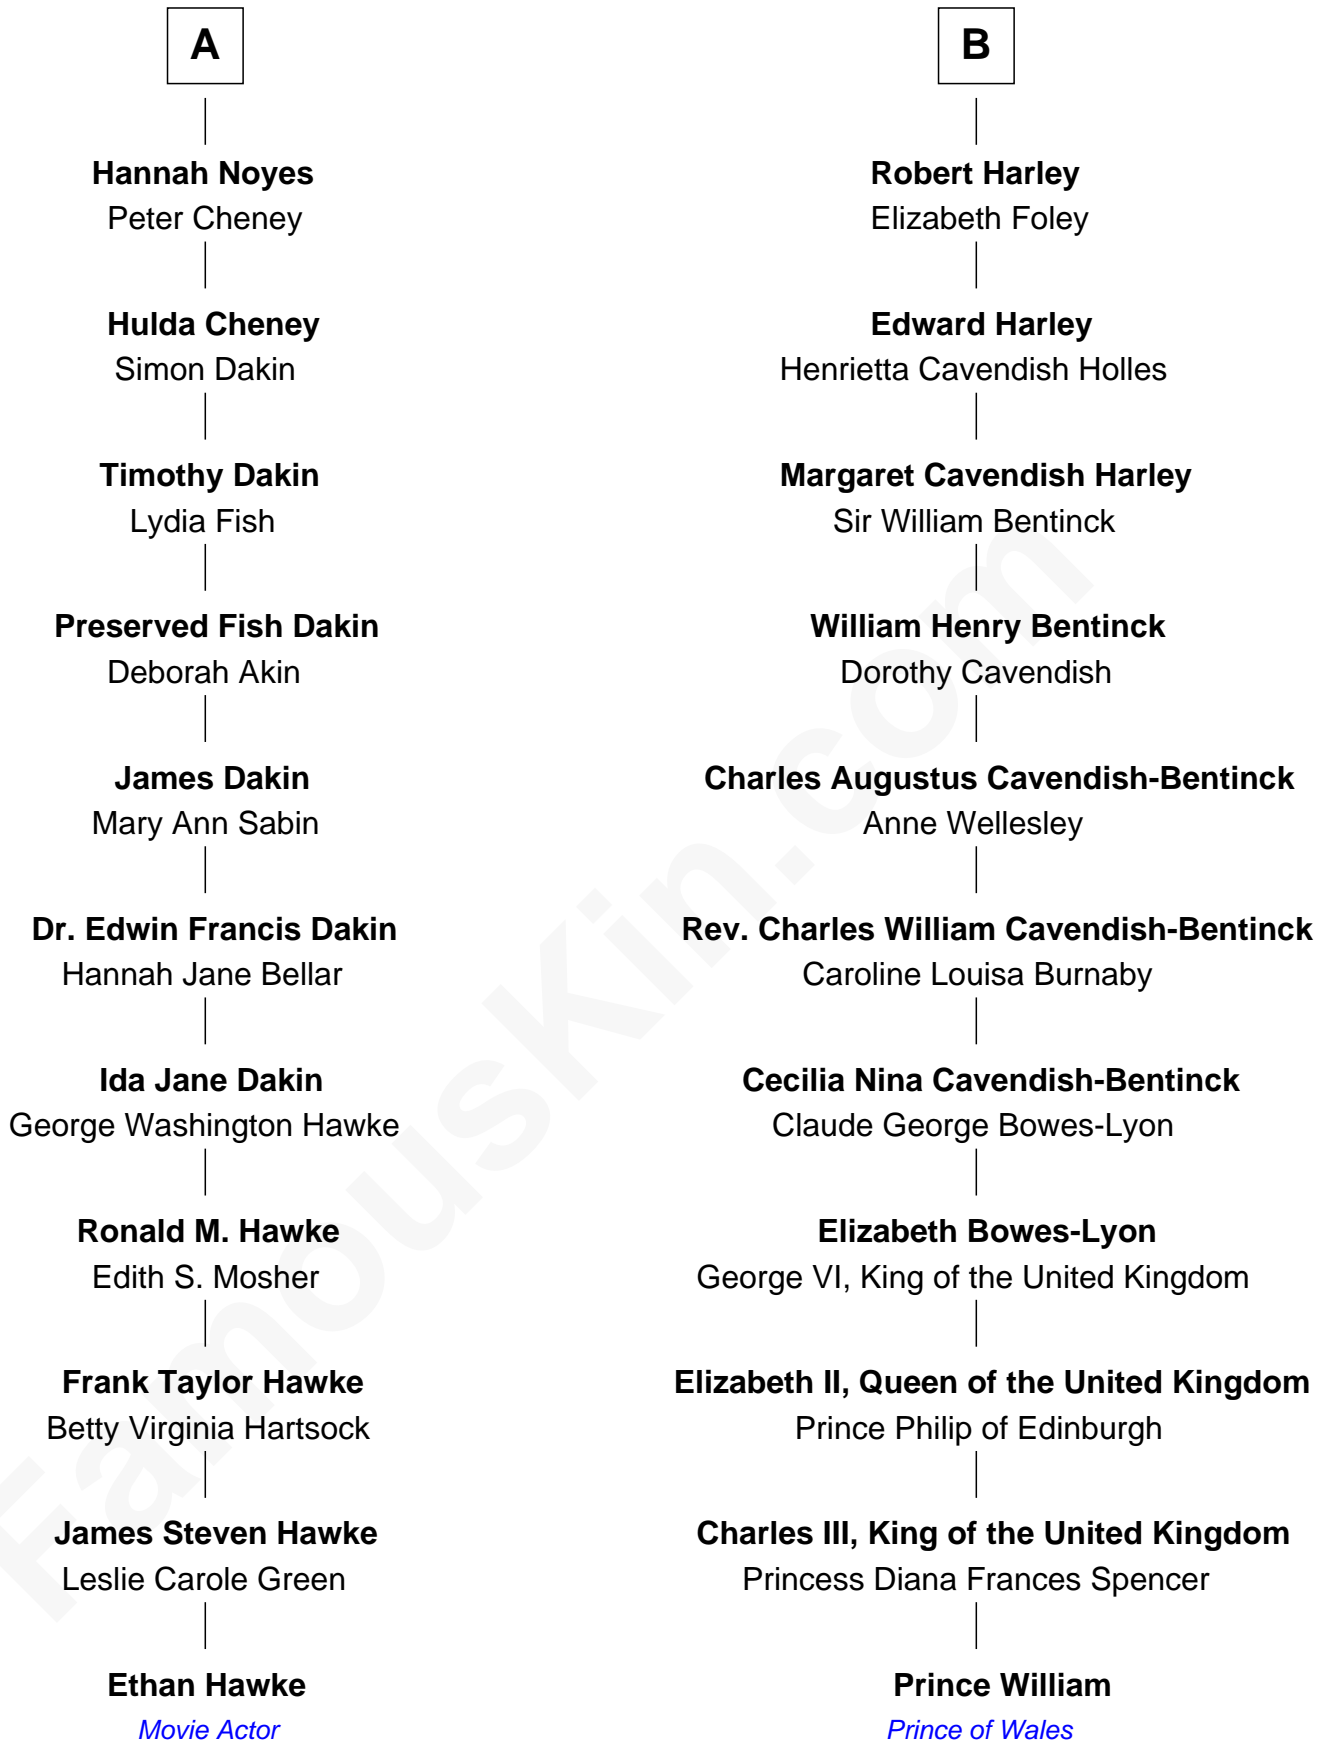 A
Hannah Noyes
Peter Cheney
Hulda Cheney
Simon Dakin
Timothy Dakin
Lydia Fish
Preserved Fish Dakin
Deborah Akin
James Dakin
Mary Ann Sabin
Dr. Edwin Francis Dakin
Hannah Jane Bellar
Ida Jane Dakin
George Washington Hawke
Ronald M. Hawke
Edith S. Mosher
Frank Taylor Hawke
Betty Virginia Hartsock
James Steven Hawke
Leslie Carole Green
Ethan Hawke
Movie Actor
B
Robert Harley
Elizabeth Foley
Edward Harley
Henrietta Cavendish Holles
Margaret Cavendish Harley
Sir William Bentinck
William Henry Bentinck
Dorothy Cavendish
Charles Augustus Cavendish-Bentinck
Anne Wellesley
Rev. Charles William Cavendish-Bentinck
Caroline Louisa Burnaby
Cecilia Nina Cavendish-Bentinck
Claude George Bowes-Lyon
Elizabeth Bowes-Lyon
George VI, King of the United Kingdom
Elizabeth II, Queen of the United Kingdom
Prince Philip of Edinburgh
Charles III, King of the United Kingdom
Princess Diana Frances Spencer
Prince William
Prince of Wales
FamousKin.com